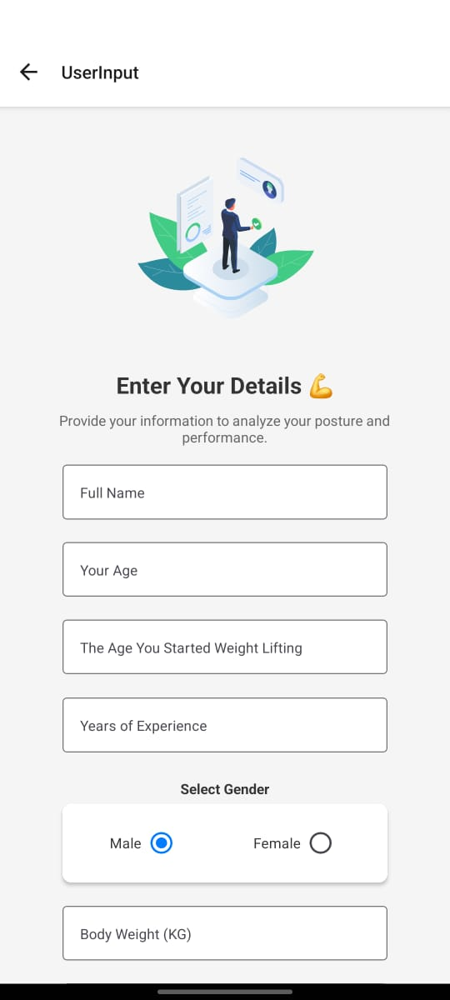 UserInput
Enter Your Details 💪
Provide your information to analyze your posture and
performance.
Full Name
Your Age
The Age You Started Weight Lifting
Years of Experience
Select Gender
Male
Female
Body Weight (KG)